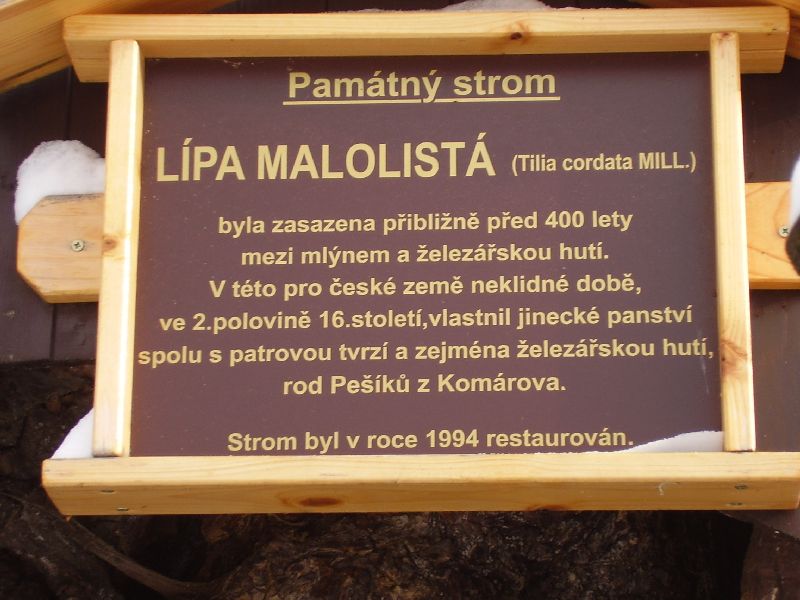 Památný strom
LÍPA MALOLISTÁ (Tilia cordata MILL.)
byla zasazena přibližně před 400 lety
mezi mlýnem a železářskou hutí.
V této pro české země neklidné době,
ve 2.polovině 16.století,vlastnil jinecké panství
spolu s patrovou tvrzí a zejména železářskou hutí,
rod Pešíků z Komárova.
Strom byl v roce 1994 restaurován.